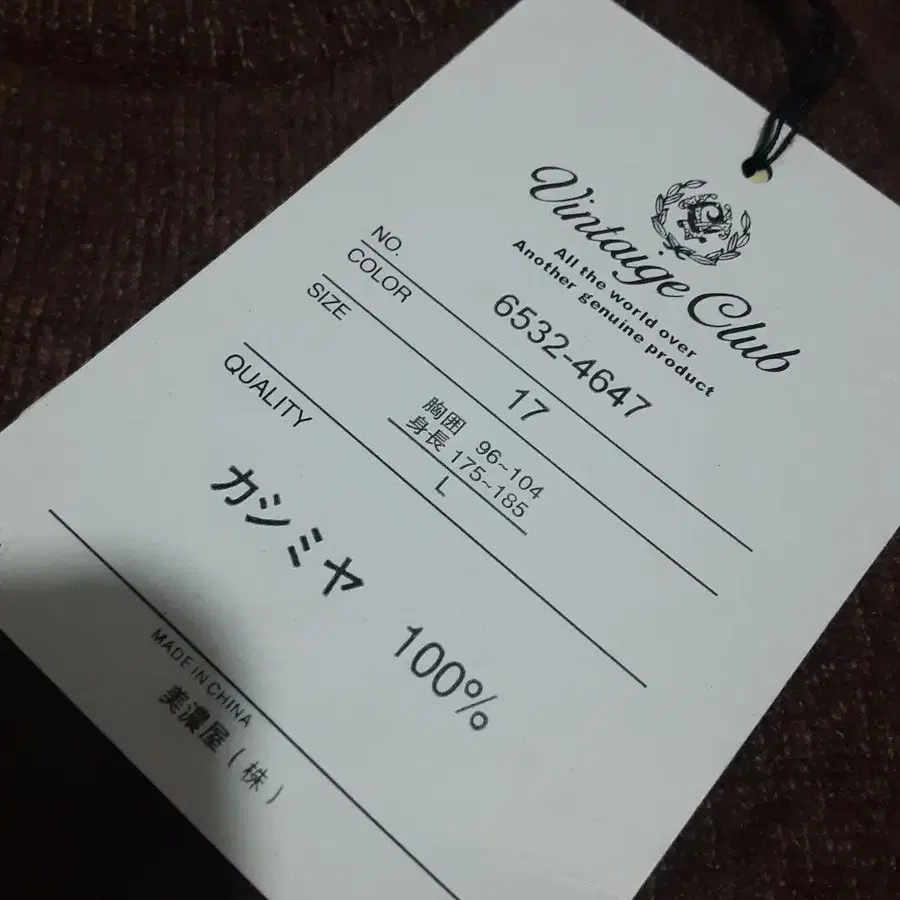 Vintaige Club
All the world over
Another genuine product
NO. 6532-4647
COLOR 17
SIZE 胸囲 96~104
身長 175~185
L
QUALITY
カシミヤ 100%
MADE IN CHINA
美濃屋(株)